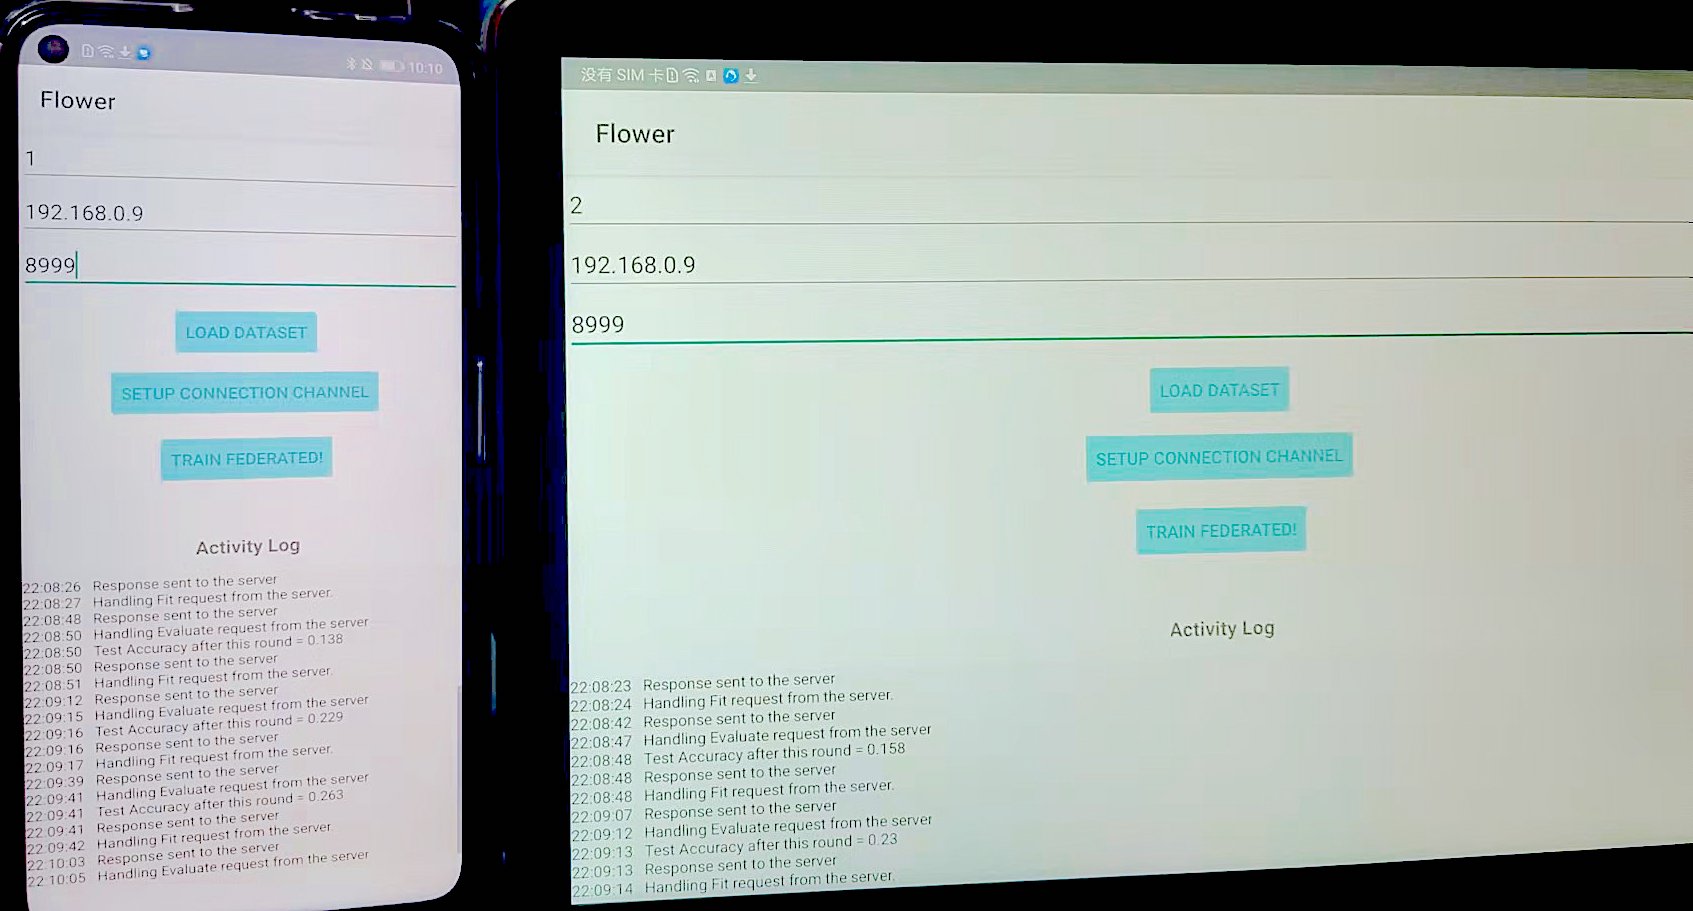 10:10
Flower
1
192.168.0.9
8999
LOAD DATASET
SETUP CONNECTION CHANNEL
TRAIN FEDERATED!
Activity Log
22:08:26 Response sent to the server
22:08:27 Handling Fit request from the server.
22:08:48 Response sent to the server
22:08:50 Handling Evaluate request from the server
22:08:50 Test Accuracy after this round = 0.138
22:08:50 Response sent to the server
22:08:51 Handling Fit request from the server.
22:09:12 Response sent to the server
22:09:15 Handling Evaluate request from the server
22:09:16 Test Accuracy after this round = 0.229
22:09:16 Response sent to the server
22:09:17 Handling Fit request from the server.
22:09:39 Response sent to the server
22:09:41 Handling Evaluate request from the server
22:09:41 Test Accuracy after this round = 0.263
22:09:41 Response sent to the server
22:09:42 Handling Fit request from the server.
22:10:03 Response sent to the server
22:10:05 Handling Evaluate request from the server
没有 SIM 卡
Flower
2
192.168.0.9
8999
LOAD DATASET
SETUP CONNECTION CHANNEL
TRAIN FEDERATED!
Activity Log
22:08:23 Response sent to the server
22:08:24 Handling Fit request from the server.
22:08:42 Response sent to the server
22:08:47 Handling Evaluate request from the server
22:08:48 Test Accuracy after this round = 0.158
22:08:48 Response sent to the server
22:08:48 Handling Fit request from the server.
22:09:07 Response sent to the server
22:09:12 Handling Evaluate request from the server
22:09:13 Test Accuracy after this round = 0.23
22:09:13 Response sent to the server
22:09:14 Handling Fit request from the server.